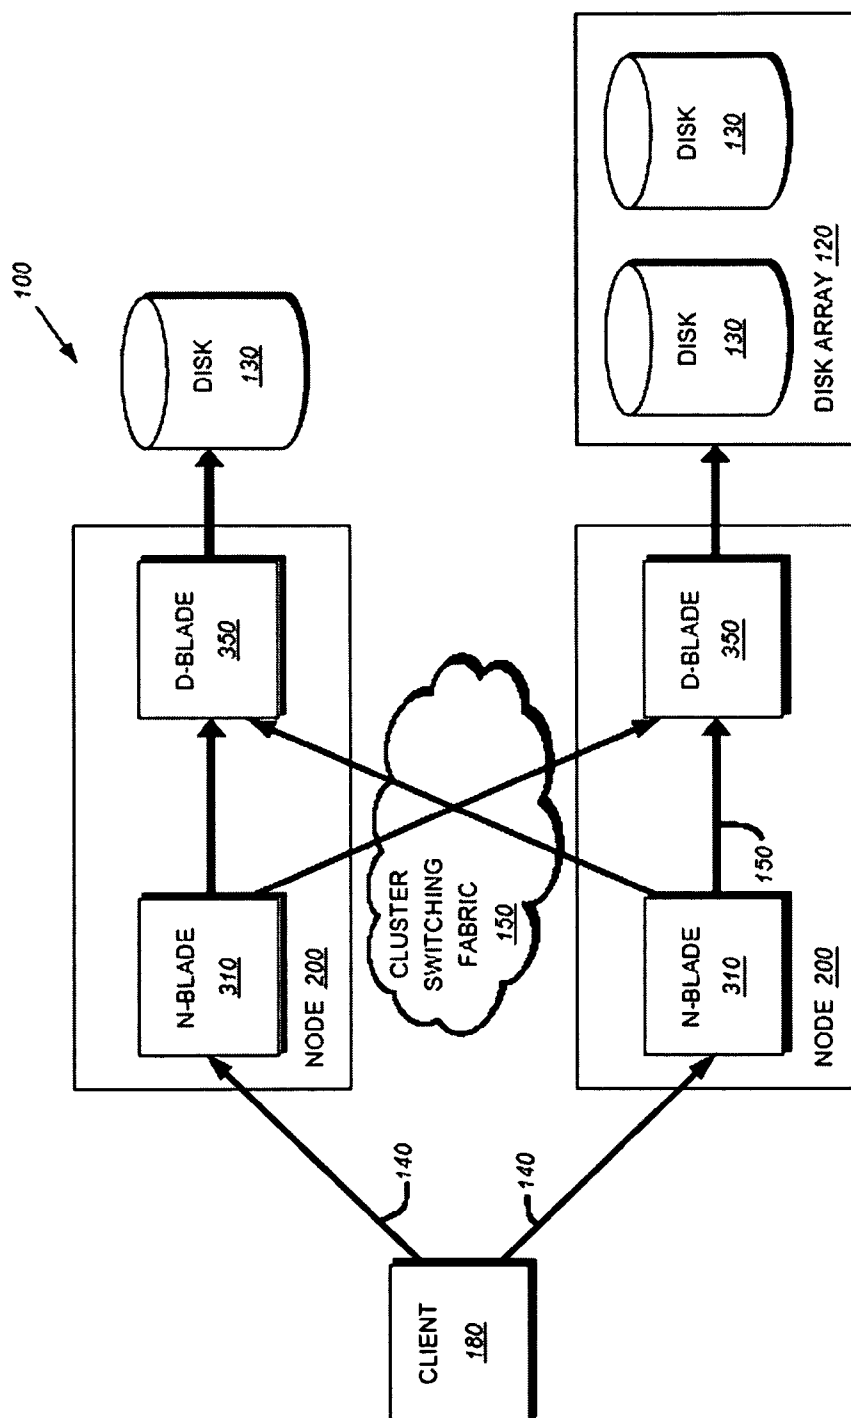 100
NODE 200
N-BLADE
310
D-BLADE
350
DISK
130
CLIENT
180
140
140
CLUSTER
SWITCHING
FABRIC
150
NODE 200
N-BLADE
310
150
D-BLADE
350
DISK
130
DISK
130
DISK ARRAY 120